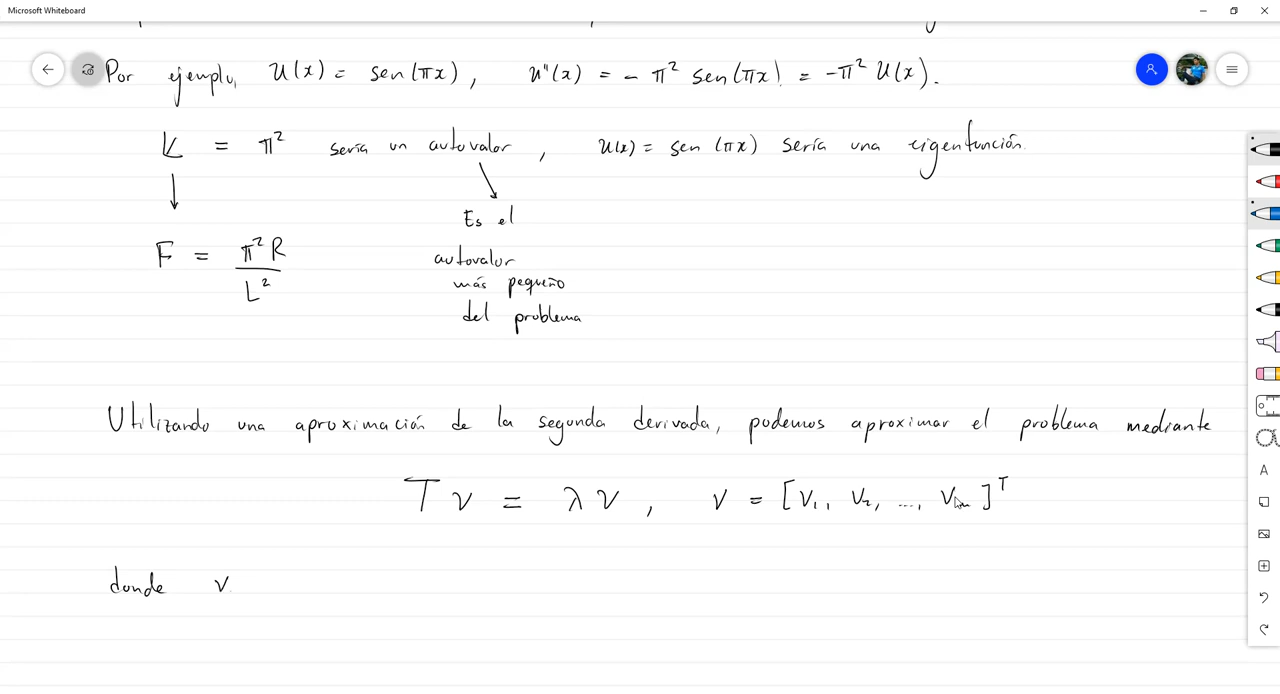 Microsoft Whiteboard
Por ejemplo, u(x) = sen(πx), u''(x) = - π² sen(πx) = -π² u(x).
K = π² sería un autovalor, u(x) = sen(πx) sería una eigenfunción.
F = π²R / L²
Es el
autovalor
más pequeño
del problema
Utilizando una aproximación de la segunda derivada, podemos aproximar el problema mediante
T v = λ v, v = [v₁, v₂, ..., vₘ]ᵀ
donde v
A